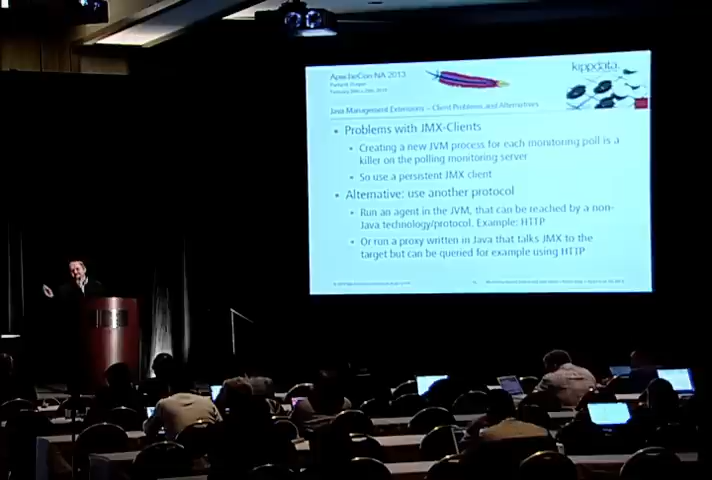 ApacheCon NA 2013
Portland, Oregon
kippdata
Java Management Extensions – Client Problems and Alternatives
• Problems with JMX-Clients
• Creating a new JVM process for each monitoring poll is a
killer on the polling monitoring server
• So use a persistent JMX client
• Alternative: use another protocol
• Run an agent in the JVM, that can be reached by a non-
Java technology/protocol. Example: HTTP
• Or run a proxy written in Java that talks JMX to the
target but can be queried for example using HTTP